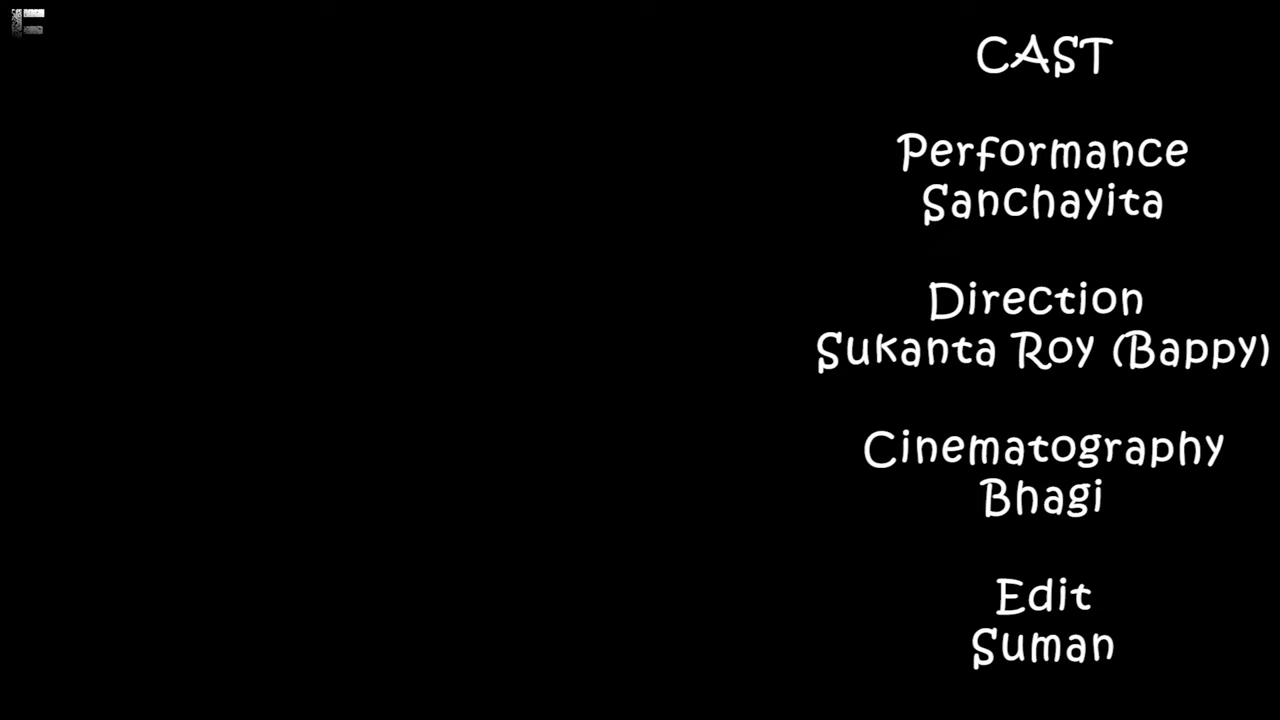 CAST
Performance
Sanchayita
Direction
Sukanta Roy (Bappy)
Cinematography
Bhagi
Edit
Suman